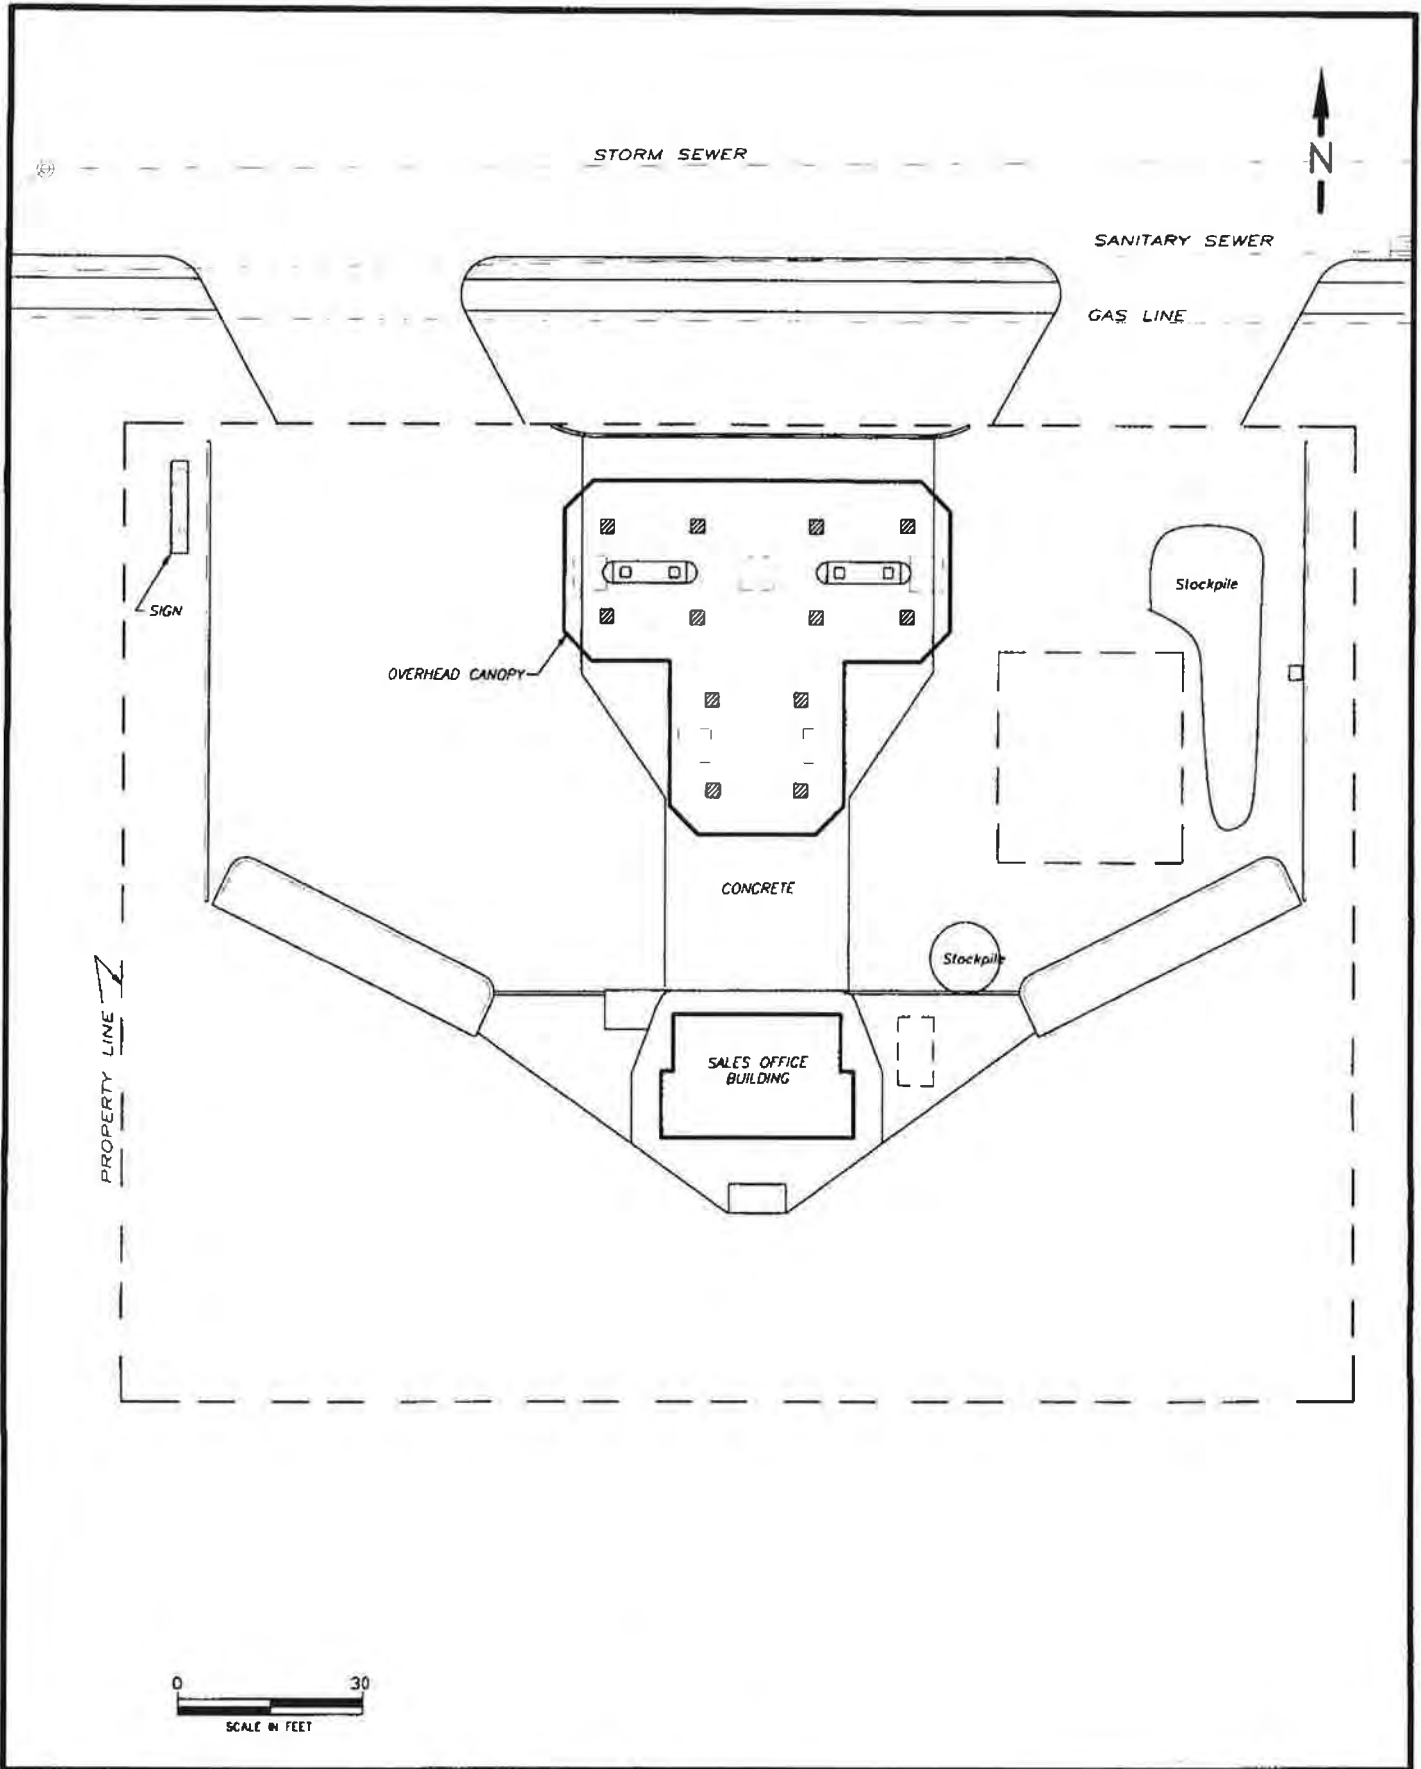 STORM SEWER
N
SANITARY SEWER
GAS LINE
Stockpile
SIGN
OVERHEAD CANOPY
CONCRETE
Stockpile
PROPERTY LINE
SALES OFFICE
BUILDING
0 30
SCALE IN FEET